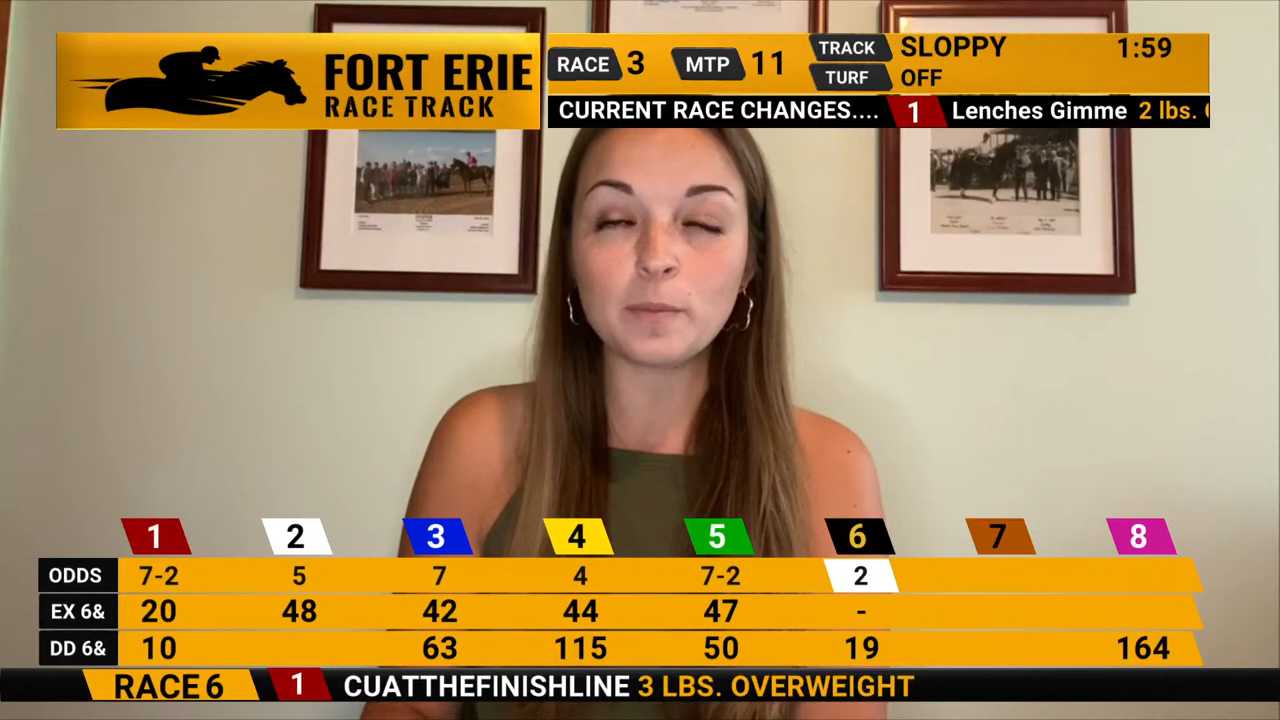 FORT ERIE
RACE TRACK
RACE 3 MTP 11 TRACK SLOPPY 1:59
TURF OFF
CURRENT RACE CHANGES.... 1 Lenches Gimme 2 lbs.
1 2 3 4 5 6 7 8
ODDS 7-2 5 7 4 7-2 2
EX 6& 20 48 42 44 47 -
DD 6& 10 63 115 50 19 164
RACE 6 1 CUATTHEFINISHLINE 3 LBS. OVERWEIGHT